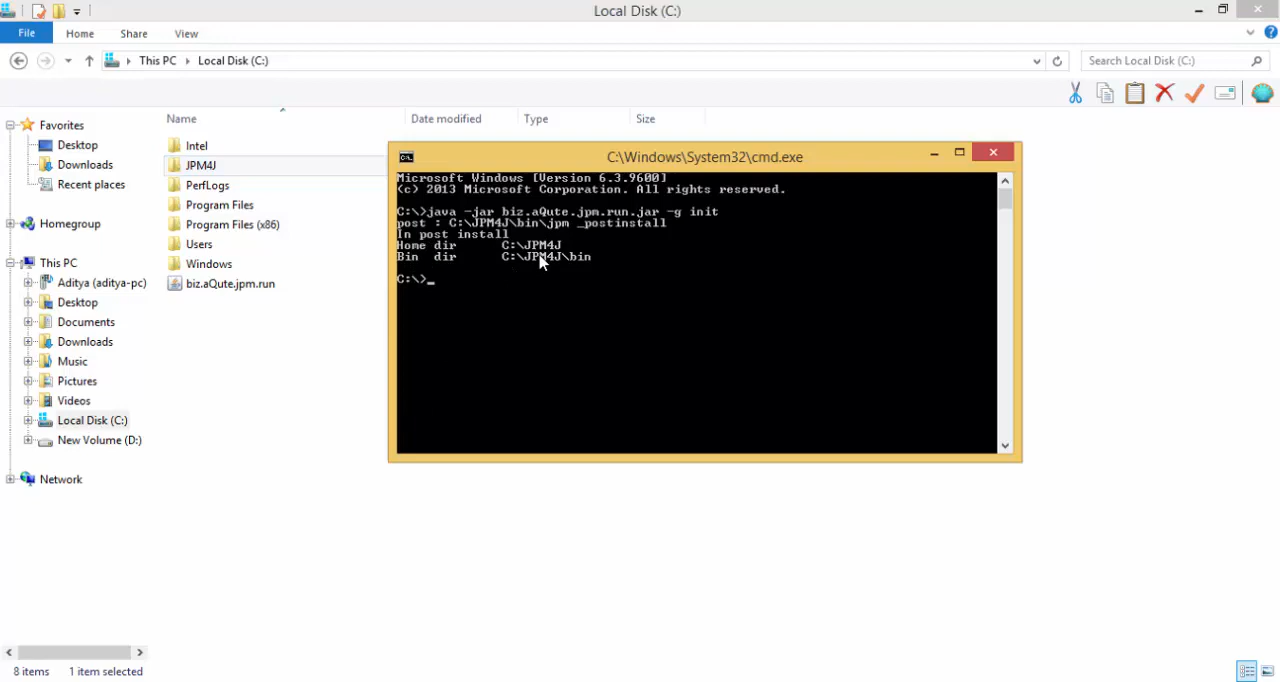 Local Disk (C:)
File Home Share View
This PC Local Disk (C:) Search Local Disk (C:)
Name Date modified Type Size
Favorites
Desktop
Downloads
Recent places
Homegroup
This PC
Aditya (aditya-pc)
Desktop
Documents
Downloads
Music
Pictures
Videos
Local Disk (C:)
New Volume (D:)
Network
Intel
JPM4J
PerfLogs
Program Files
Program Files (x86)
Users
Windows
biz.aQute.jpm.run
C:\Windows\System32\cmd.exe
Microsoft Windows [Version 6.3.9600]
(c) 2013 Microsoft Corporation. All rights reserved.
C:\>java -jar biz.aQute.jpm.run.jar -g init
post : C:\JPM4J\bin\jpm _postinstall
In post install
Home dir C:\JPM4J
Bin dir C:\JPM4J\bin
C:\>_
8 items 1 item selected